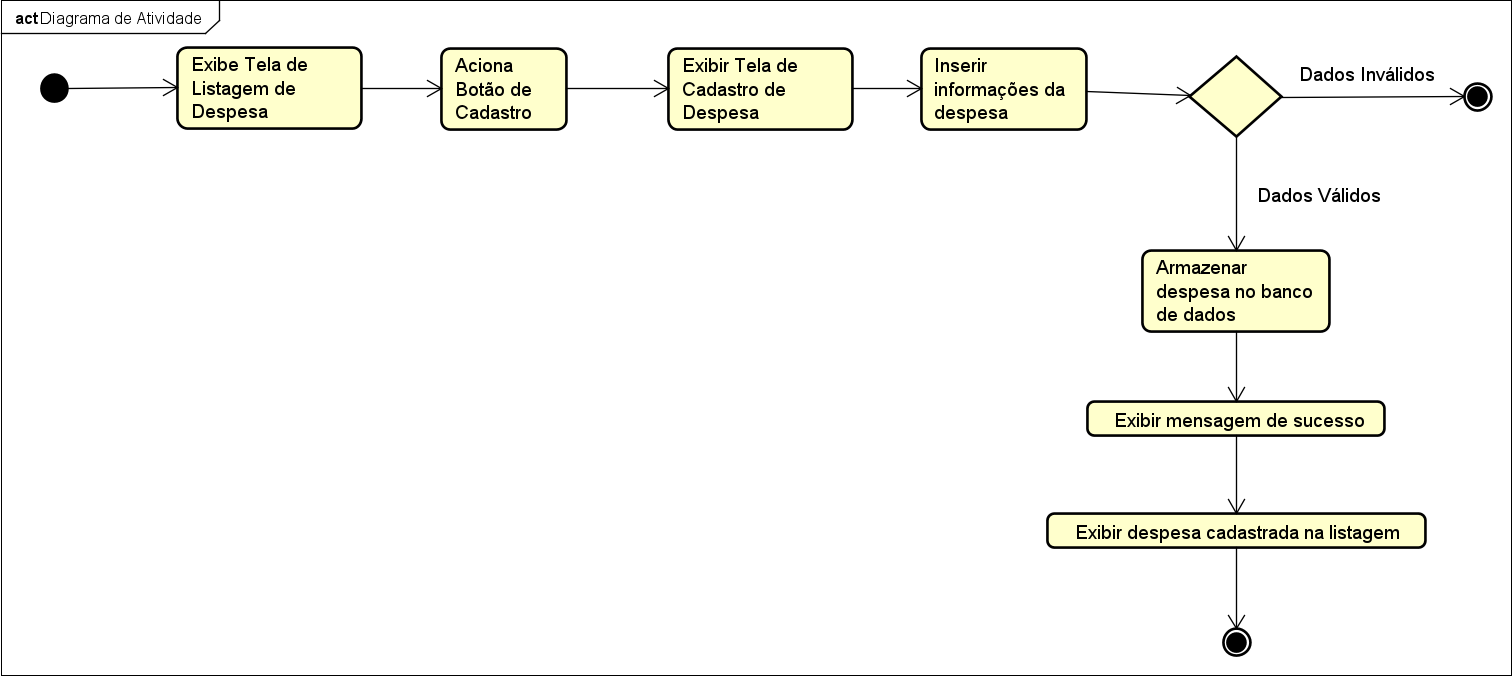 act Diagrama de Atividade
Exibe Tela de
Listagem de
Despesa
Aciona
Botão de
Cadastro
Exibir Tela de
Cadastro de
Despesa
Inserir
informações da
despesa
Dados Inválidos
Dados Válidos
Armazenar
despesa no banco
de dados
Exibir mensagem de sucesso
Exibir despesa cadastrada na listagem